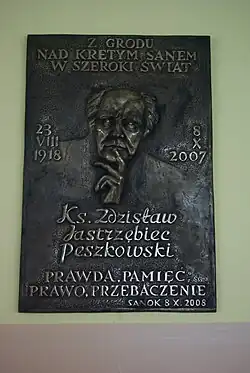 Z GRODU
NAD KRĘTYM SANEM
W SZEROKI ŚWIAT
23
VIII
1918
8
X
2007
Ks. Zdzisław
Jastrzębiec
Peszkowski
PRAWDA, PAMIĘĆ,
PRAWO, PRZEBACZENIE
SANOK 8 X. 2008